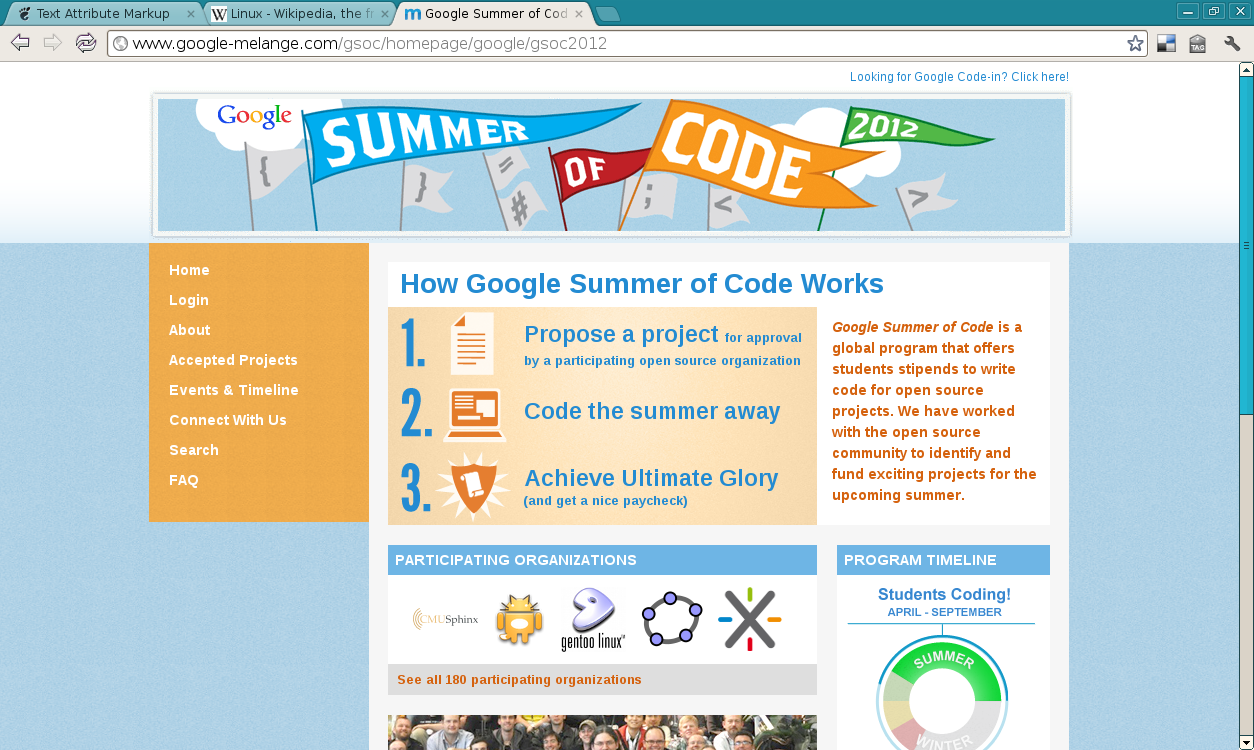 Text Attribute Markup
Linux - Wikipedia, the fr
Google Summer of Cod
www.google-melange.com/gsoc/homepage/google/gsoc2012
TAG
Looking for Google Code-in? Click here!
Google
SUMMER OF CODE 2012
{ } = # ; < >
Home
Login
About
Accepted Projects
Events & Timeline
Connect With Us
Search
FAQ
How Google Summer of Code Works
1. Propose a project for approval
by a participating open source organization
2. Code the summer away
3. Achieve Ultimate Glory
(and get a nice paycheck)
Google Summer of Code is a
global program that offers
students stipends to write
code for open source
projects. We have worked
with the open source
community to identify and
fund exciting projects for the
upcoming summer.
PARTICIPATING ORGANIZATIONS
CMUSphinx
gentoo linux™
See all 180 participating organizations
PROGRAM TIMELINE
Students Coding!
APRIL - SEPTEMBER
SUMMER
WINTER